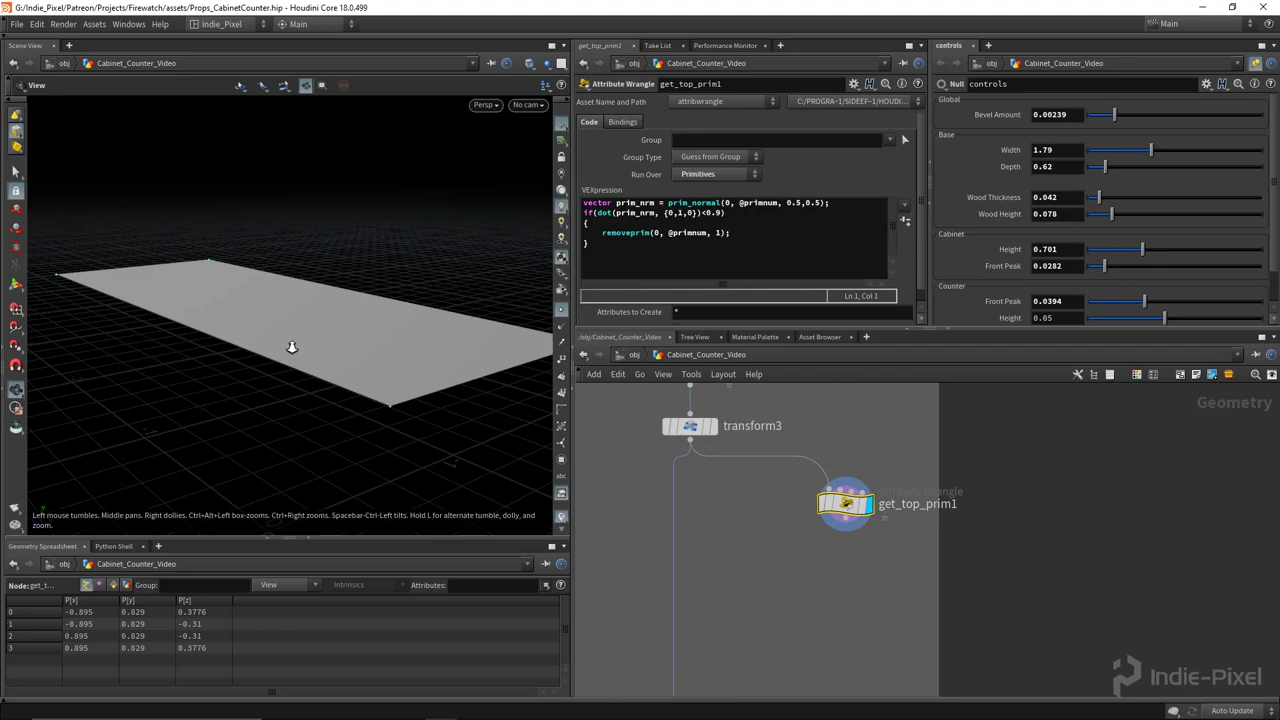 G:/Indie_Pixel/Patreon/Projects/Firewatch/assets/Props_CabinetCounter.hip - Houdini Core 18.0.499
File Edit Render Assets Windows Help Indie_Pixel Main Main
Scene View
obj Cabinet_Counter_Video
View
Persp No cam
Left mouse tumbles. Middle pans. Right dollies. Ctrl+Alt+Left box-zooms. Ctrl+Right zooms. Spacebar-Ctrl-Left tilts. Hold L for alternate tumble, dolly, and
zoom.
Geometry Spreadsheet Python Shell
obj Cabinet_Counter_Video
Node: get_t... Group: View Intrinsics Attributes:
P[x] P[y] P[z]
0 -0.895 0.829 0.3776
1 -0.895 0.829 -0.31
2 0.895 0.829 -0.31
3 0.895 0.829 0.3776
get_top_prim1 Take List Performance Monitor
obj Cabinet_Counter_Video
Attribute Wrangle get_top_prim1
Asset Name and Path attribwrangle C:/PROGRA~1/SIDEEF~1/HOUDI...
Code Bindings
Group
Group Type Guess from Group
Run Over Primitives
VEXpression
vector prim_nrm = prim_normal(0, @primnum, 0.5,0.5);
if(dot(prim_nrm, {0,1,0})<0.9)
{
removeprim(0, @primnum, 1);
}
Ln 1, Col 1
Attributes to Create *
controls
obj Cabinet_Counter_Video
Null controls
Global
Bevel Amount 0.00239
Base
Width 1.79
Depth 0.62
Wood Thickness 0.042
Wood Height 0.078
Cabinet
Height 0.701
Front Peak 0.0282
Counter
Front Peak 0.0394
Height 0.05
/obj/Cabinet_Counter_Video Tree View Material Palette Asset Browser
obj Cabinet_Counter_Video
Add Edit Go View Tools Layout Help
Geometry
transform3
Attribute Wrangle
get_top_prim1
Indie-Pixel
Auto Update